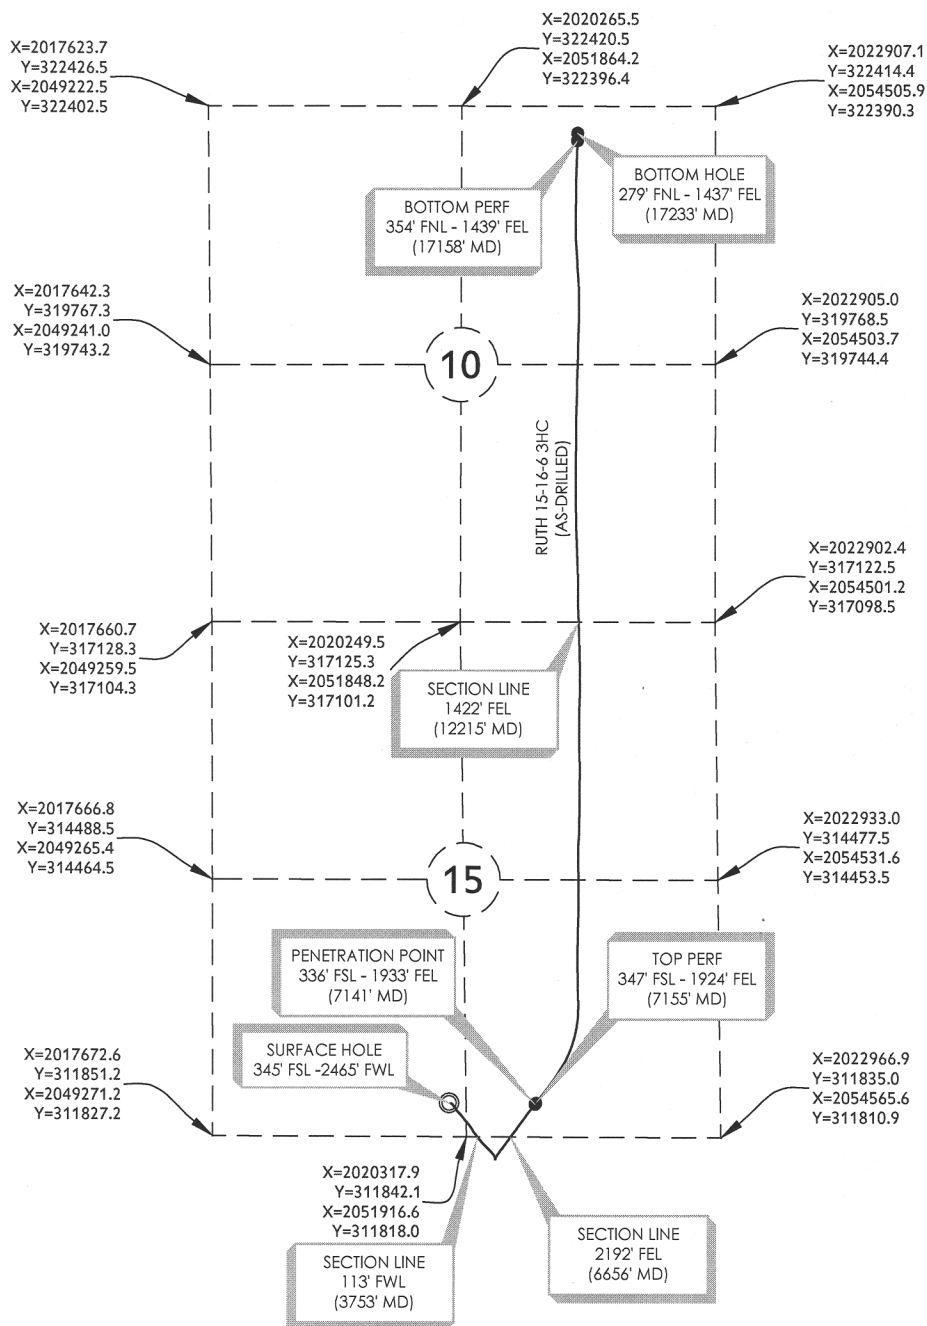 X=2020265.5
Y=322420.5
X=2051864.2
Y=322396.4
X=2017623.7
Y=322426.5
X=2049222.5
Y=322402.5
X=2022907.1
Y=322414.4
X=2054505.9
Y=322390.3
BOTTOM HOLE
279' FNL - 1437' FEL
(17233' MD)
BOTTOM PERF
354' FNL - 1439' FEL
(17158' MD)
X=2017642.3
Y=319767.3
X=2049241.0
Y=319743.2
X=2022905.0
Y=319768.5
X=2054503.7
Y=319744.4
10
RUTH 15-16-6 3HC
(AS-DRILLED)
X=2022902.4
Y=317122.5
X=2054501.2
Y=317098.5
X=2017660.7
Y=317128.3
X=2049259.5
Y=317104.3
X=2020249.5
Y=317125.3
X=2051848.2
Y=317101.2
SECTION LINE
1422' FEL
(12215' MD)
X=2017666.8
Y=314488.5
X=2049265.4
Y=314464.5
X=2022933.0
Y=314477.5
X=2054531.6
Y=314453.5
15
PENETRATION POINT
336' FSL - 1933' FEL
(7141' MD)
TOP PERF
347' FSL - 1924' FEL
(7155' MD)
SURFACE HOLE
345' FSL -2465' FWL
X=2017672.6
Y=311851.2
X=2049271.2
Y=311827.2
X=2022966.9
Y=311835.0
X=2054565.6
Y=311810.9
X=2020317.9
Y=311842.1
X=2051916.6
Y=311818.0
SECTION LINE
2192' FEL
(6656' MD)
SECTION LINE
113' FWL
(3753' MD)